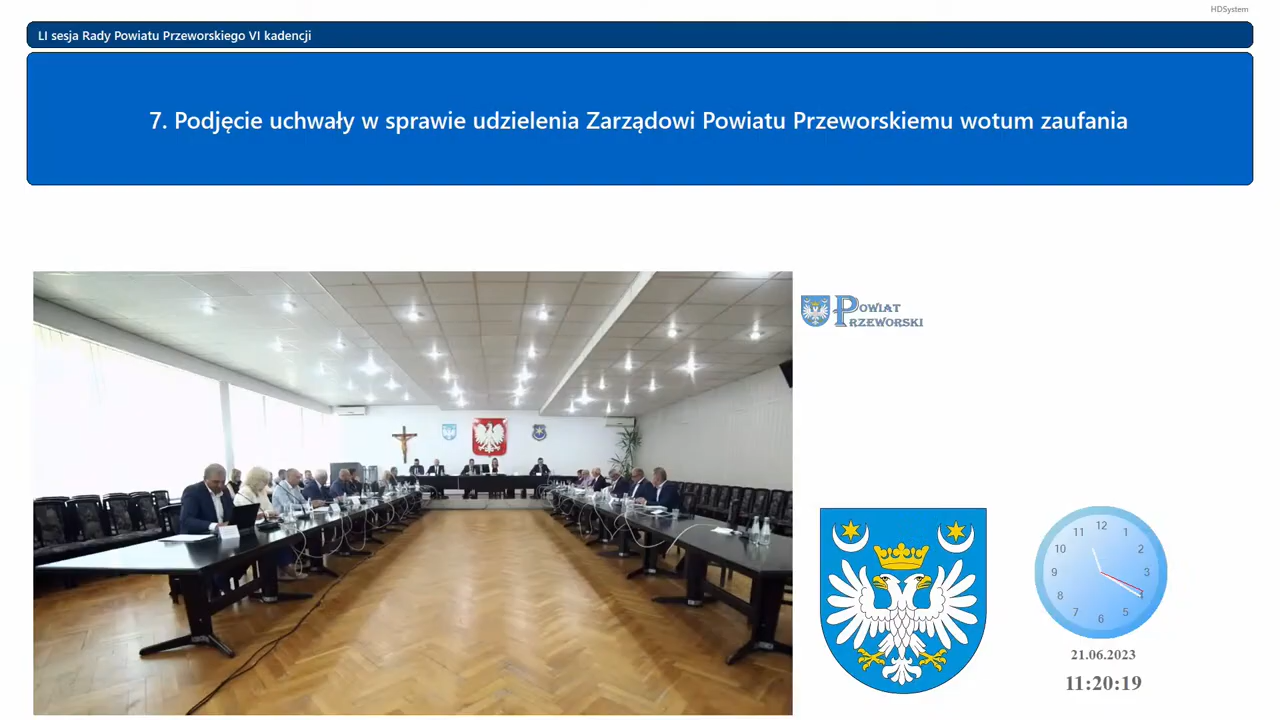 HDSystem
LI sesja Rady Powiatu Przeworskiego VI kadencji
7. Podjęcie uchwały w sprawie udzielenia Zarządowi Powiatu Przeworskiemu wotum zaufania
POWIAT
PRZEWORSKI
12
11 1
10 2
9 3
8
7 5
6
21.06.2023
11:20:19